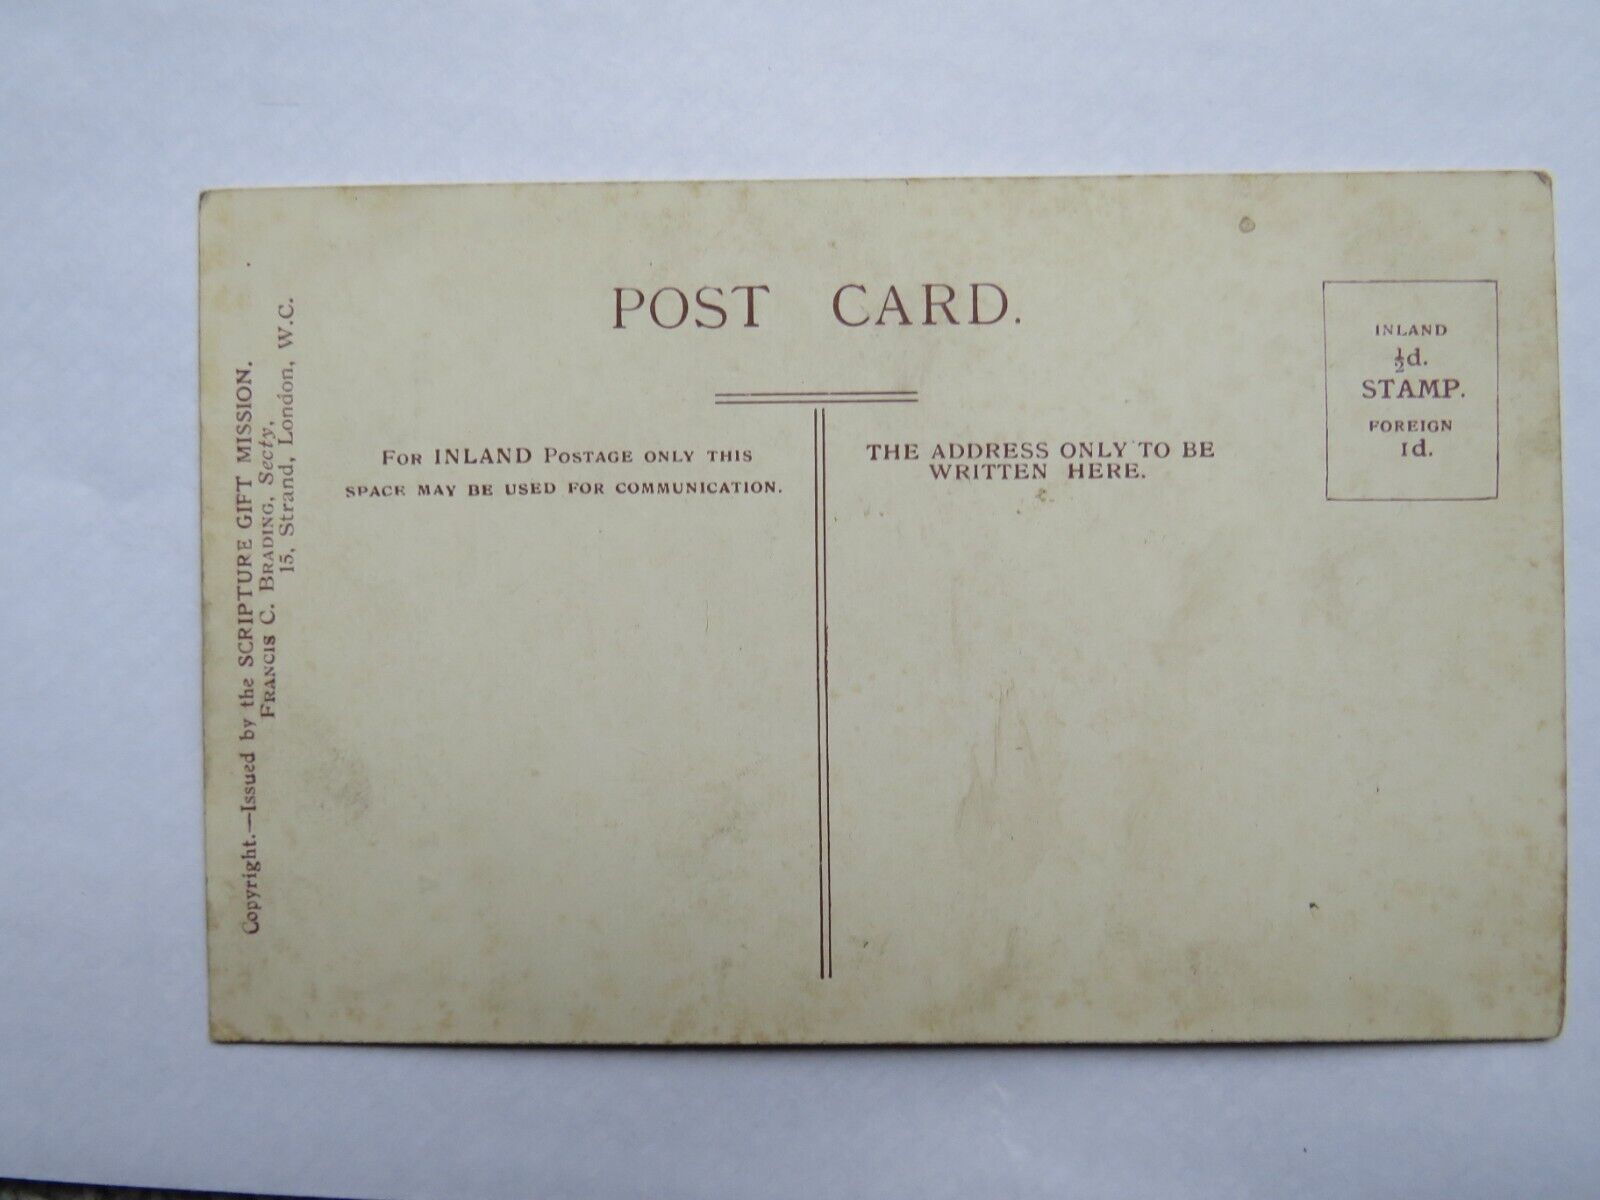 POST CARD.
INLAND
½d.
STAMP.
FOREIGN
1d.
For INLAND Postage only this
space may be used for communication.
THE ADDRESS ONLY TO BE
WRITTEN HERE.
Copyright.—Issued by the SCRIPTURE GIFT MISSION.
Francis C. Brading, Secty,
15, Strand, London, W.C.